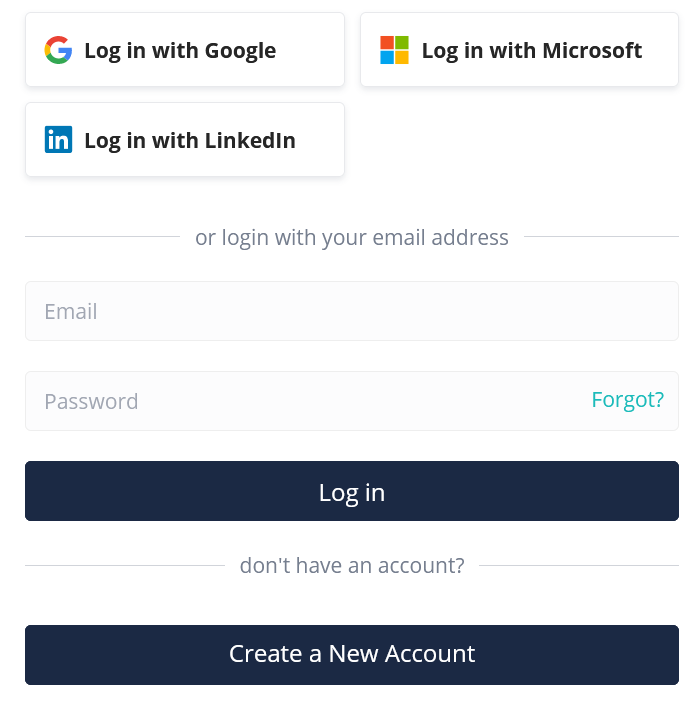 Log in with Google
Log in with Microsoft
in Log in with LinkedIn
or login with your email address
Email
Password
Forgot?
Log in
don't have an account?
Create a New Account